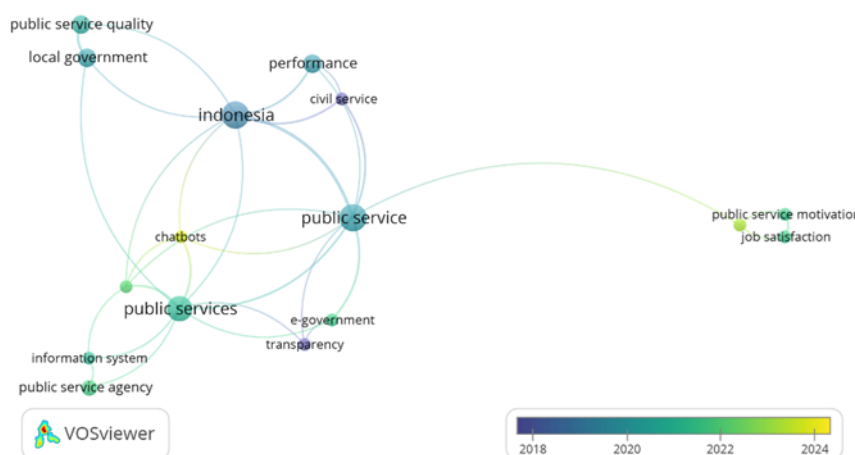 public service quality
local government
performance
civil service
indonesia
public service
public service motivation
job satisfaction
chatbots
public services
e-government
transparency
information system
public service agency
VOSviewer
2018 2020 2022 2024